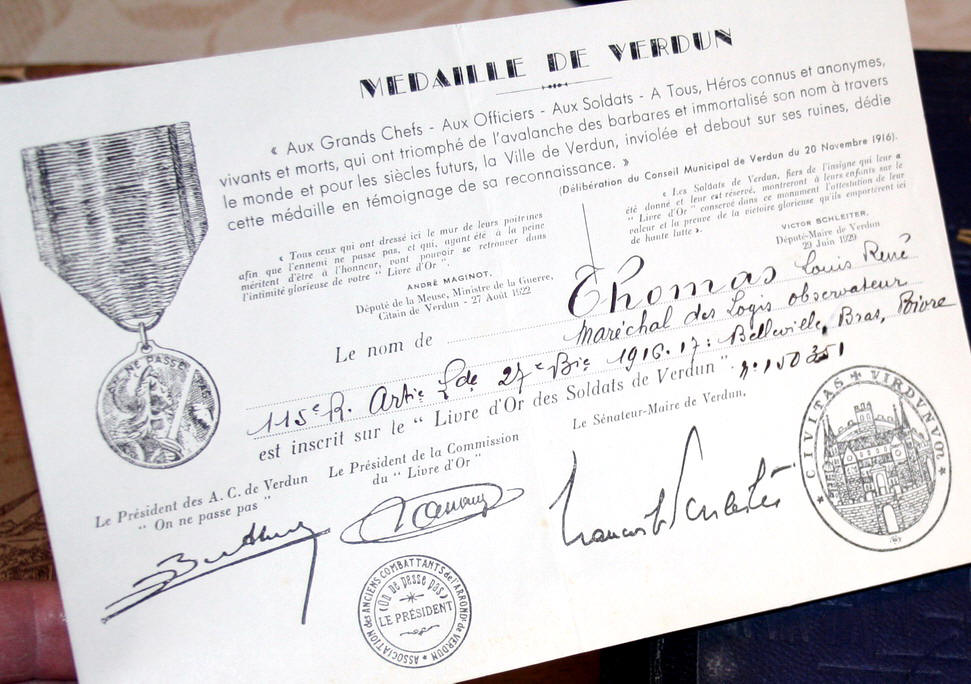 MEDAILLE DE VERDUN
« Aux Grands Chefs - Aux Officiers - Aux Soldats - A Tous, Héros connus et anonymes,
vivants et morts, qui ont triomphé de l'avalanche des barbares et immortalisé son nom à travers
le monde et pour les siècles futurs, la Ville de Verdun, inviolée et debout sur ses ruines, dédie
cette médaille en témoignage de sa reconnaissance. »
(Délibération du Conseil Municipal de Verdun du 20 Novembre 1916).
« Tous ceux qui ont dressé ici le mur de leurs poitrines
afin que l'ennemi ne passe pas, et qui, ayant été à la peine
méritent d'être à l'honneur, vont pouvoir se retrouver dans
l'intimité glorieuse de votre " Livre d'Or ".
ANDRÉ MAGINOT,
Député de la Meuse, Ministre de la Guerre,
Citain de Verdun - 27 Août 1922
« Les Soldats de Verdun, fiers de l'insigne qui leur a
été donné et leur est réservé, montreront à leurs enfants sur le
" Livre d'Or " conservé dans ce monument l'attestation de leur
valeur et la preuve de la victoire glorieuse qu'ils emportèrent ici
de haute lutte ».
VICTOR SCHLEITER,
Député-Maire de Verdun
29 Juin 1929
Le nom de Thomas Louis René
Maréchal des Logis observateur
115e R. Artie Lde 27e Bie 1916.17: Belleville, Bras, Poivre
est inscrit sur le " Livre d'Or des Soldats de Verdun " no 150351
Le Président des A. C. de Verdun
" On ne passe pas "
Le Président de la Commission
du " Livre d'Or "
Le Sénateur-Maire de Verdun,
ON NE PASSE PAS
ASSOCIATION des ANCIENS COMBATTANTS de l'ARROND^t de VERDUN
(On ne passe pas)
LE PRÉSIDENT
CIVITAS VIRDVNVM